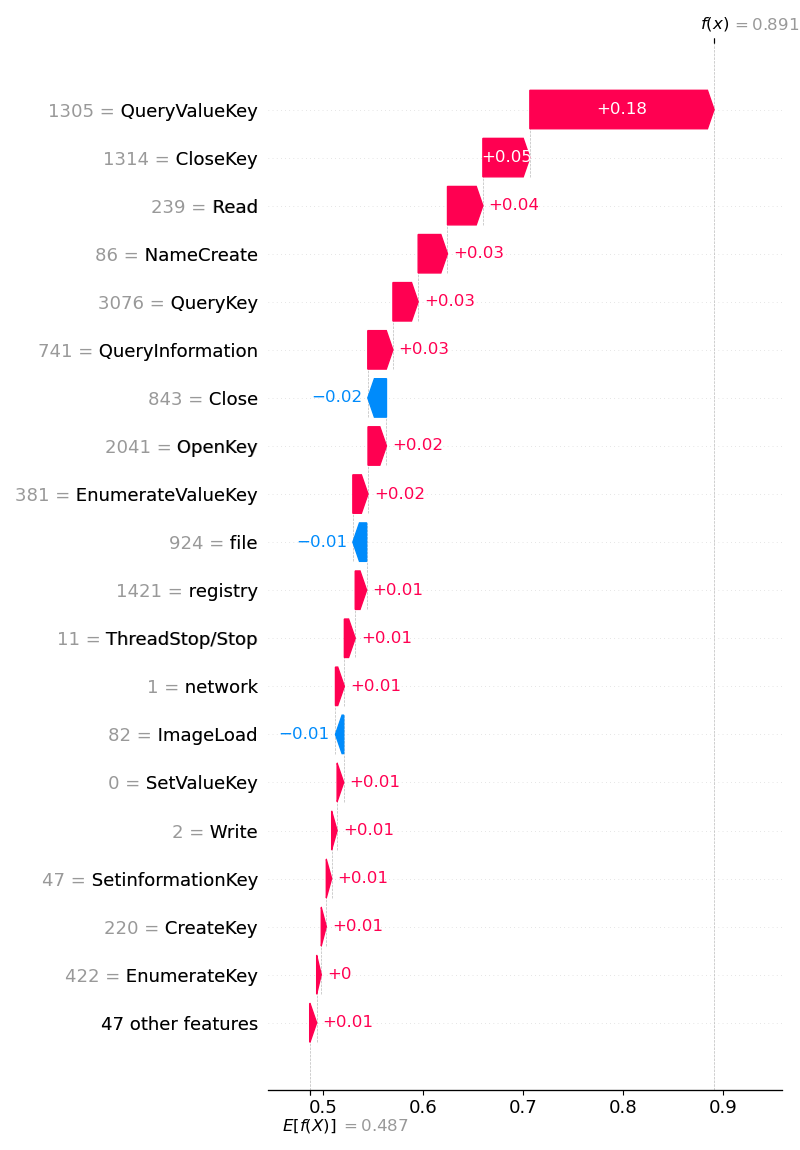 f(x) = 0.891
1305 = QueryValueKey +0.18
1314 = CloseKey +0.05
239 = Read +0.04
86 = NameCreate +0.03
3076 = QueryKey +0.03
741 = QueryInformation +0.03
843 = Close −0.02
2041 = OpenKey +0.02
381 = EnumerateValueKey +0.02
924 = file −0.01
1421 = registry +0.01
11 = ThreadStop/Stop +0.01
1 = network +0.01
82 = ImageLoad −0.01
0 = SetValueKey +0.01
2 = Write +0.01
47 = SetinformationKey +0.01
220 = CreateKey +0.01
422 = EnumerateKey +0
47 other features +0.01
0.5 0.6 0.7 0.8 0.9
E[f(X)] = 0.487